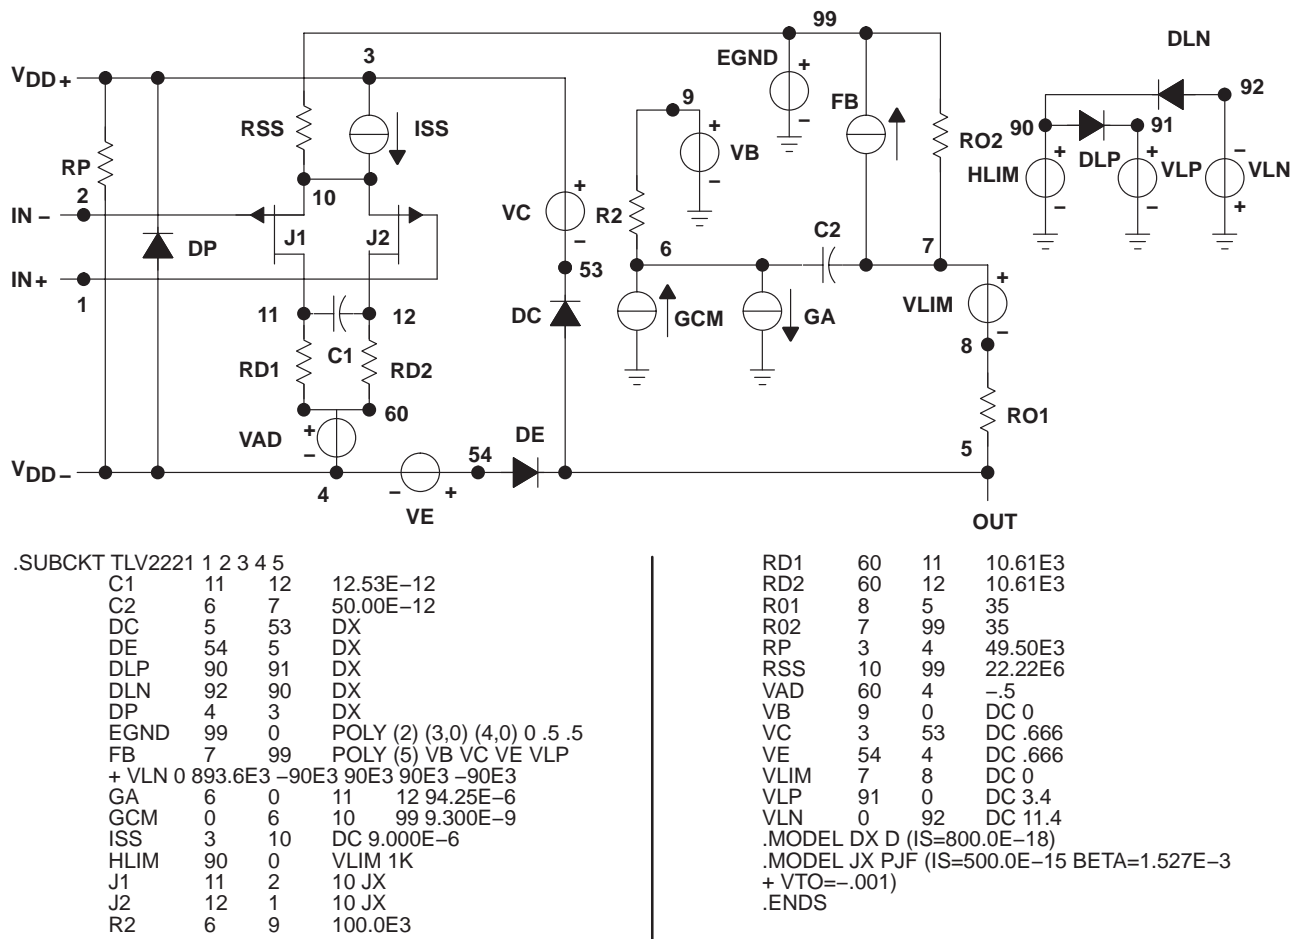 99
DLN
3
VDD+
EGND
+
92
9
FB
+
RSS
ISS
90
91
RP
VB
RO2
DLP
+
+
−
2
10
HLIM
VLP
VLN
IN −
+
VC
R2
C2
−
−
+
J1
J2
DP
6
7
IN+
53
1
+
VLIM
11
12
DC
GCM
GA
−
C1
8
RD1
RD2
60
RO1
VAD
+
−
DE
5
54
VDD−
4
−
+
VE
OUT
.SUBCKT TLV2221 1 2 3 4 5
C1 11 12 12.53E−12
C2 6 7 50.00E−12
DC 5 53 DX
DE 54 5 DX
DLP 90 91 DX
DLN 92 90 DX
DP 4 3 DX
EGND 99 0 POLY (2) (3,0) (4,0) 0 .5 .5
FB 7 99 POLY (5) VB VC VE VLP
+ VLN 0 893.6E3 −90E3 90E3 90E3 −90E3
GA 6 0 11 12 94.25E−6
GCM 0 6 10 99 9.300E−9
ISS 3 10 DC 9.000E−6
HLIM 90 0 VLIM 1K
J1 11 2 10 JX
J2 12 1 10 JX
R2 6 9 100.0E3
RD1 60 11 10.61E3
RD2 60 12 10.61E3
R01 8 5 35
R02 7 99 35
RP 3 4 49.50E3
RSS 10 99 22.22E6
VAD 60 4 −.5
VB 9 0 DC 0
VC 3 53 DC .666
VE 54 4 DC .666
VLIM 7 8 DC 0
VLP 91 0 DC 3.4
VLN 0 92 DC 11.4
.MODEL DX D (IS=800.0E−18)
.MODEL JX PJF (IS=500.0E−15 BETA=1.527E−3
+ VTO=−.001)
.ENDS